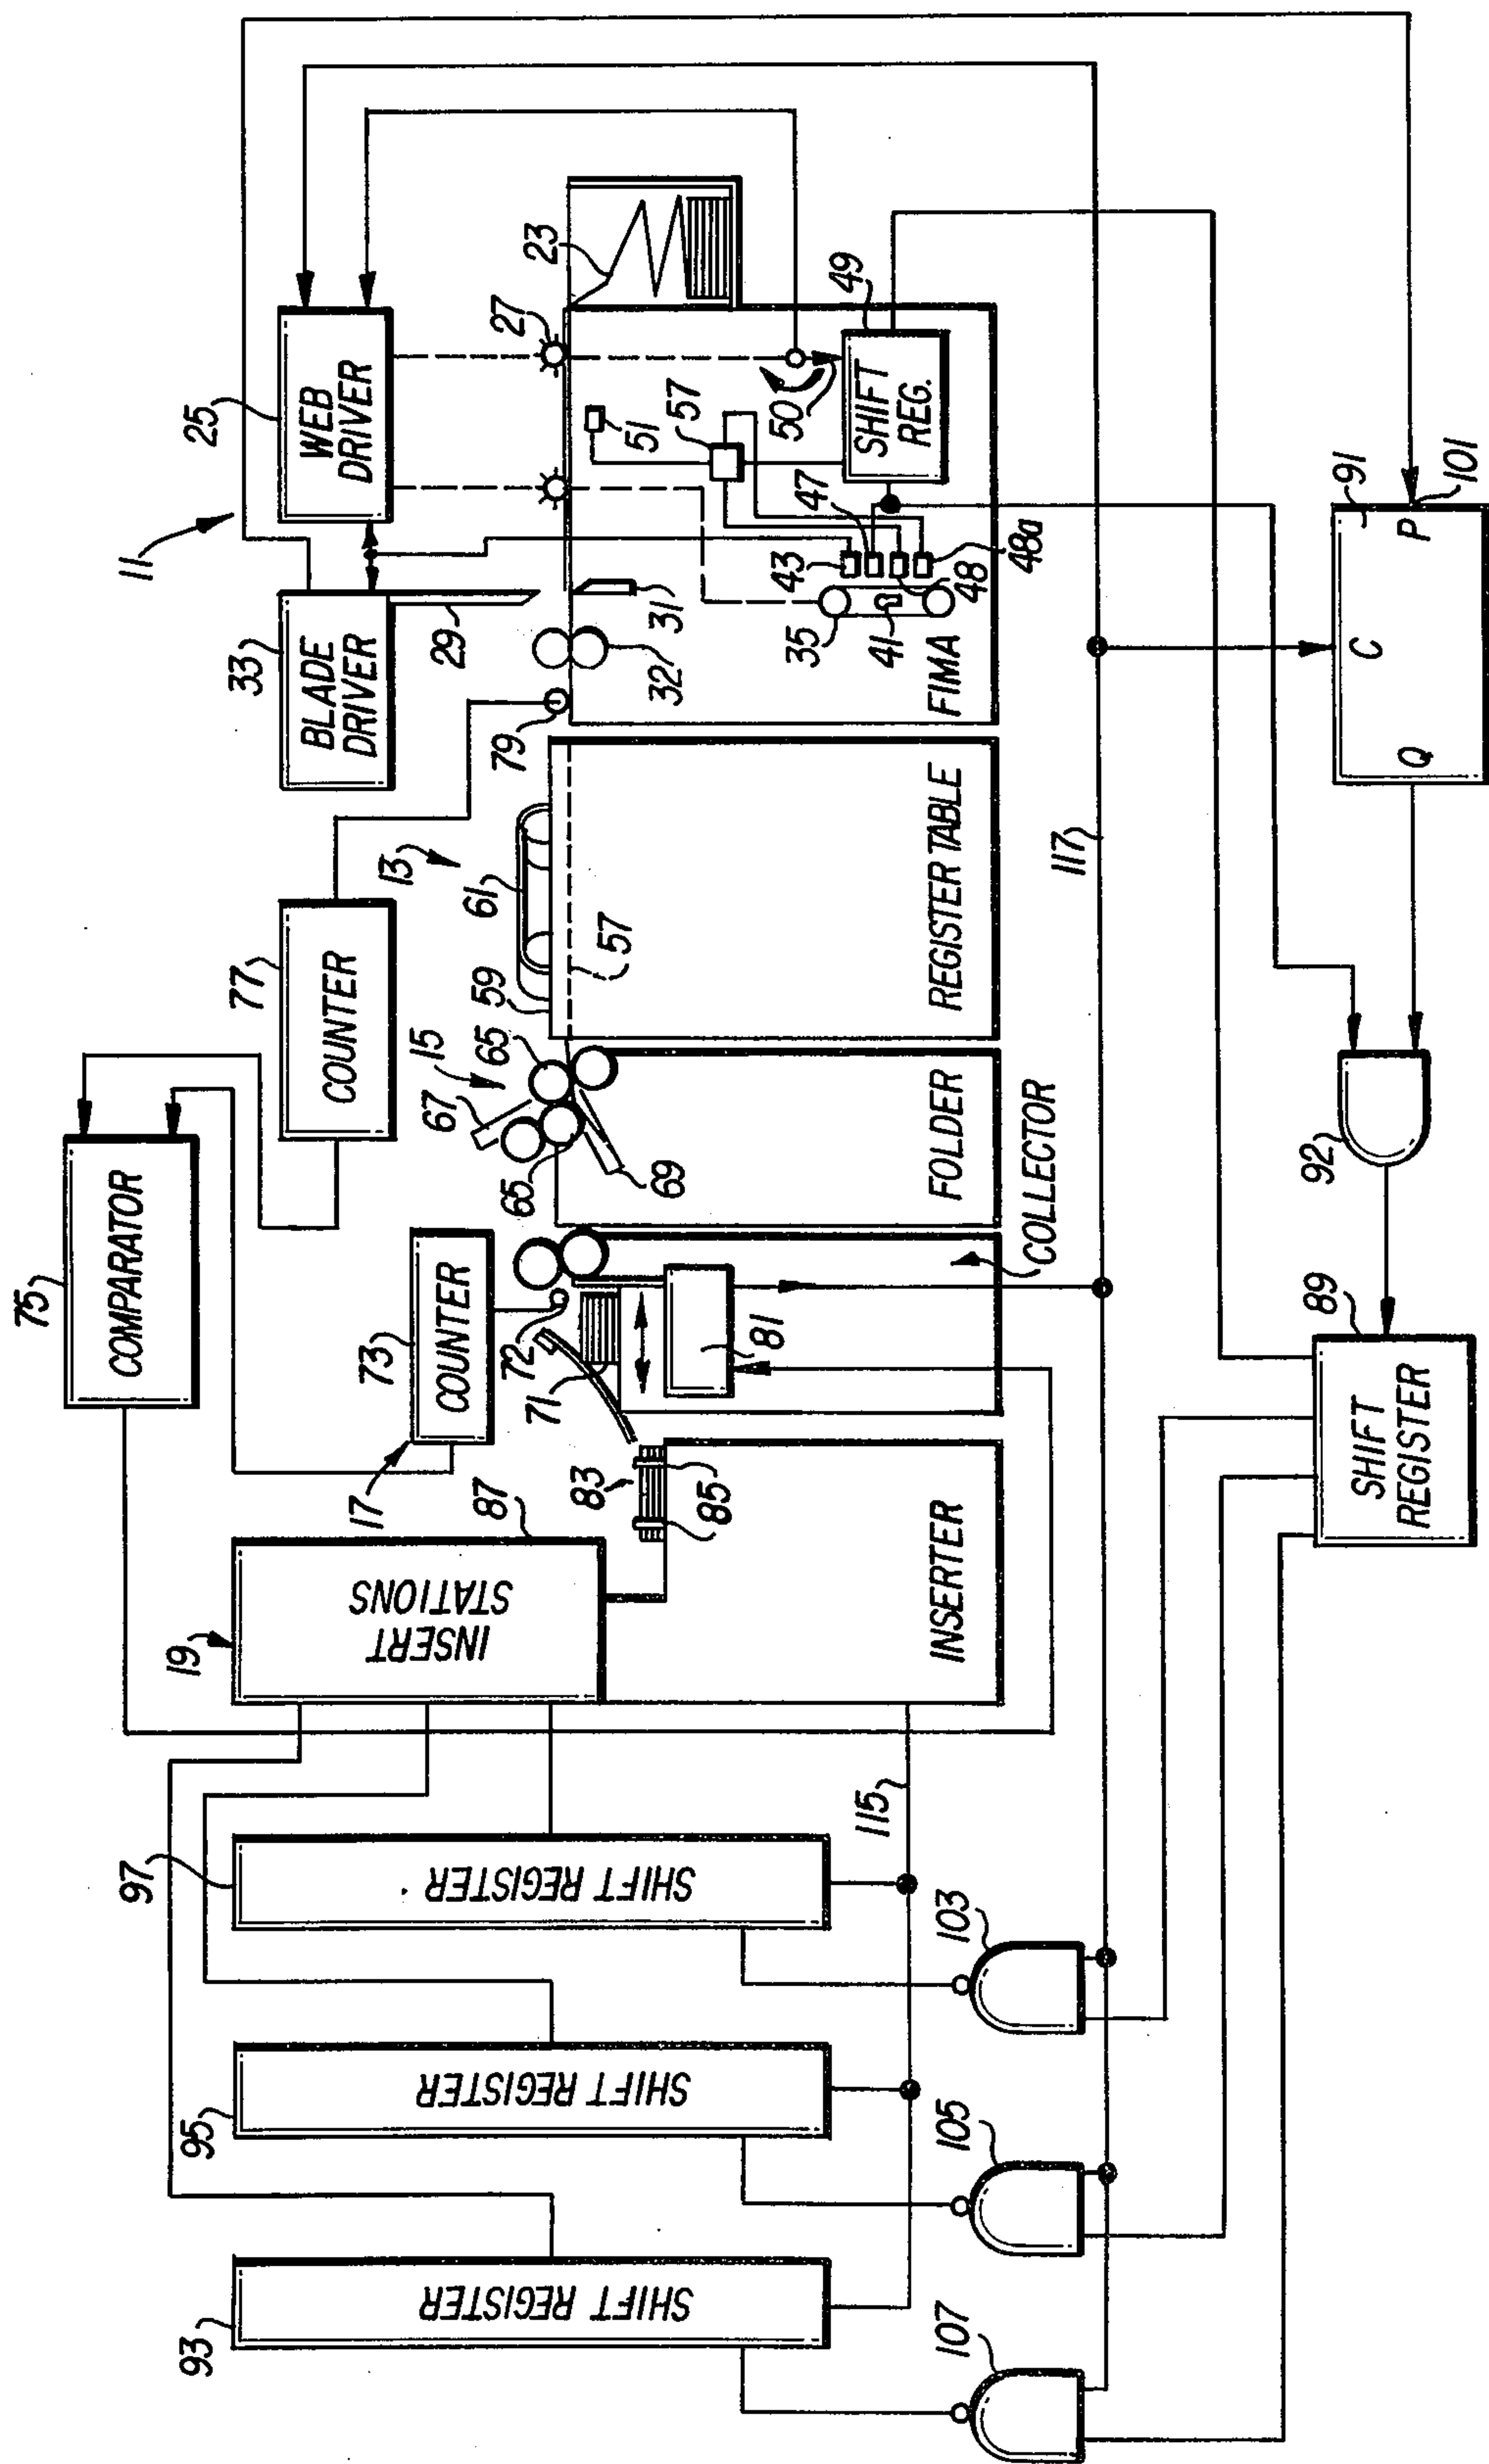 11
25
WEB
DRIVER
33
BLADE
DRIVER
29
27
23
13
77
COUNTER
79
32
31
51
57
50
49
SHIFT
REG.
43
47
48
48a
35
41
FIMA
75
COMPARATOR
15
67
65
65
69
59
61
57
REGISTER TABLE
FOLDER
COLLECTOR
17
73
COUNTER
72
71
81
19
87
INSERT
STATIONS
83
85
INSERTER
97
SHIFT REGISTER
95
SHIFT REGISTER
93
SHIFT REGISTER
115
117
103
105
107
91
P
101
C
Q
92
89
SHIFT
REGISTER